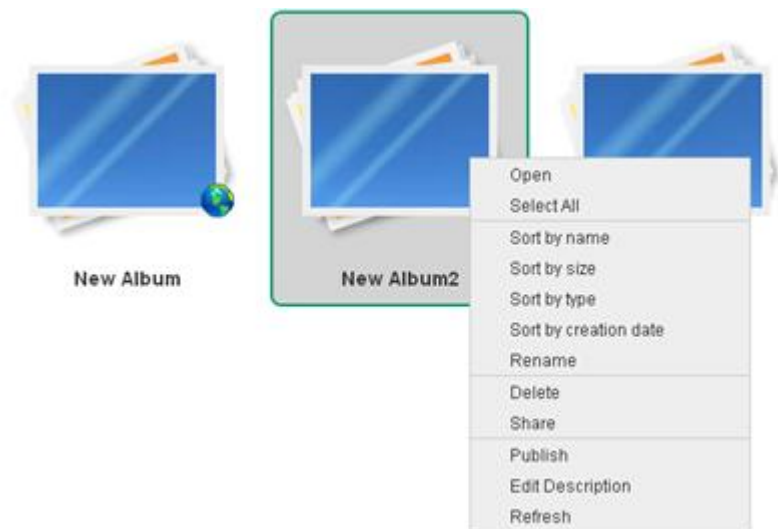 New Album
New Album2
Open
Select All
Sort by name
Sort by size
Sort by type
Sort by creation date
Rename
Delete
Share
Publish
Edit Description
Refresh